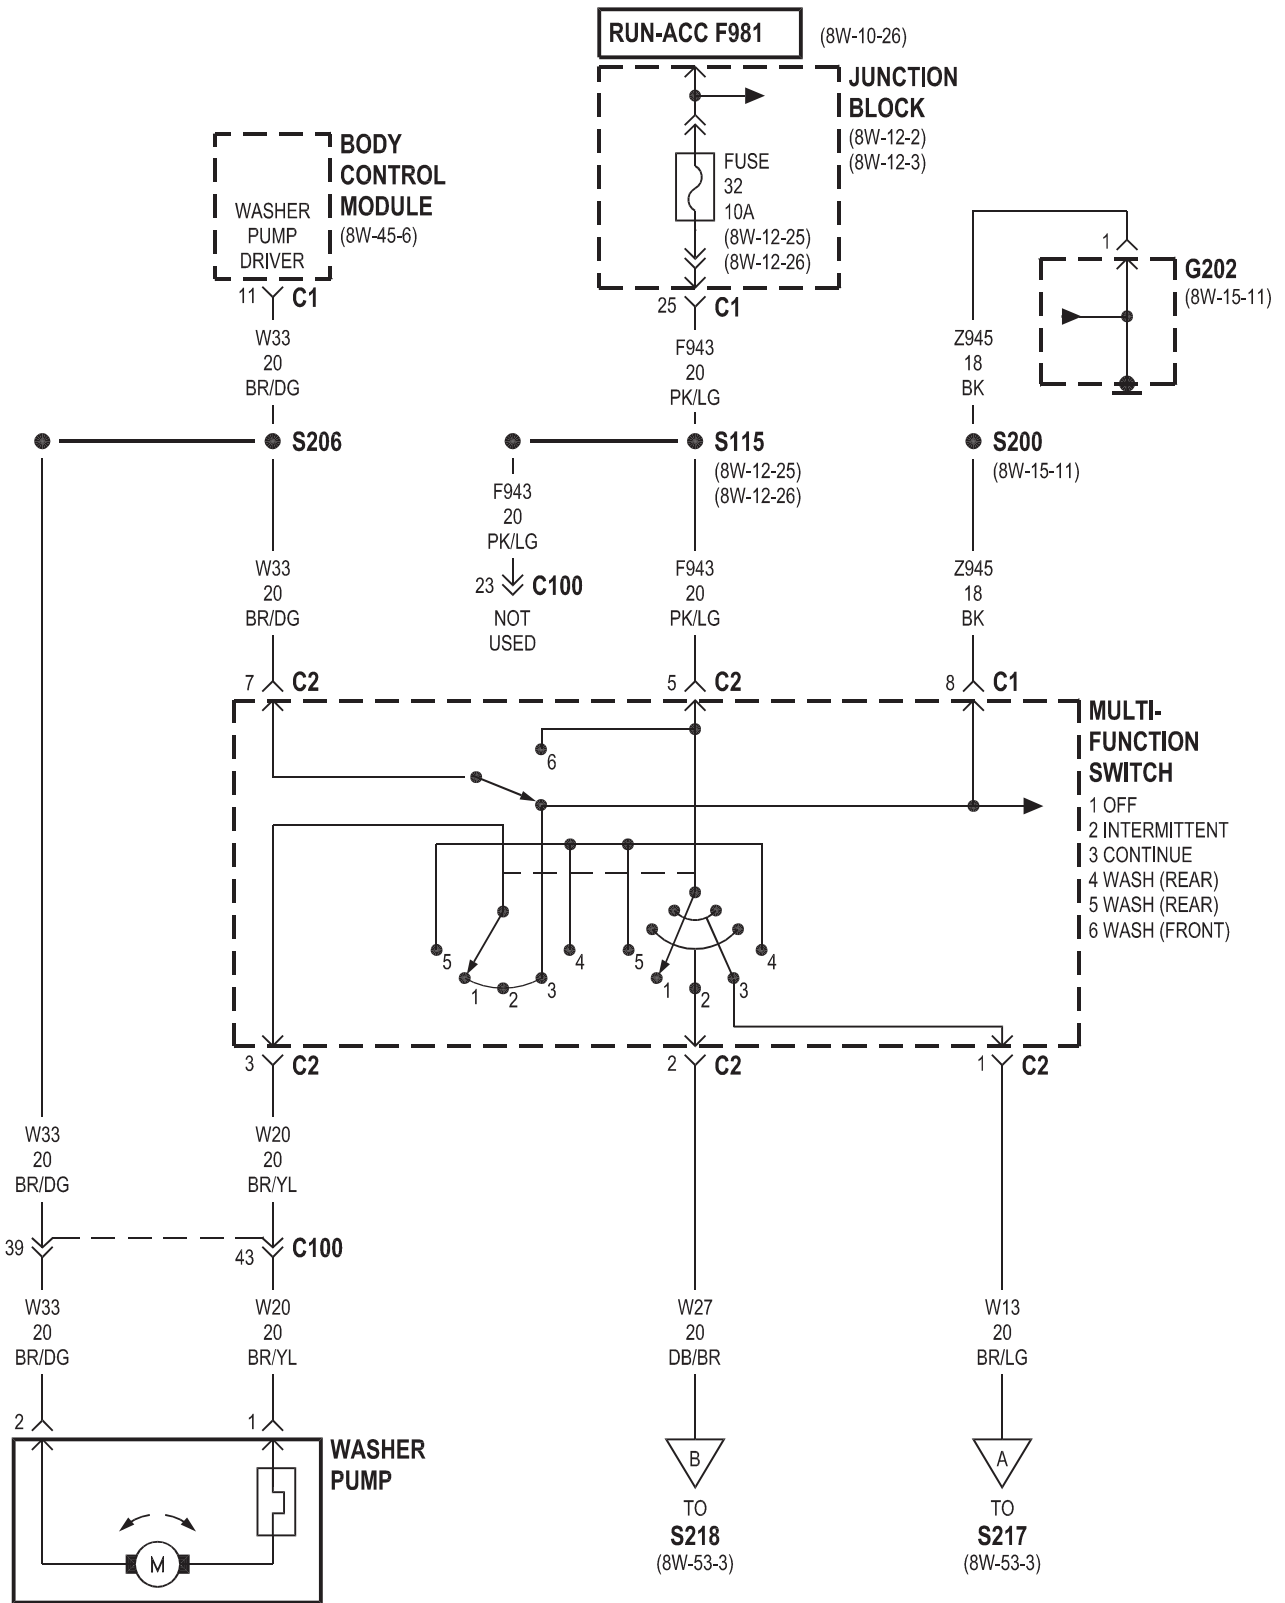 RUN-ACC F981
(8W-10-26)
JUNCTION
BLOCK
(8W-12-2)
(8W-12-3)
FUSE
32
10A
(8W-12-25)
(8W-12-26)
BODY
CONTROL
MODULE
(8W-45-6)
WASHER
PUMP
DRIVER
11
C1
25
C1
1
G202
(8W-15-11)
W33
20
BR/DG
F943
20
PK/LG
Z945
18
BK
S206
S115
(8W-12-25)
(8W-12-26)
S200
(8W-15-11)
F943
20
PK/LG
23
C100
NOT
USED
W33
20
BR/DG
F943
20
PK/LG
Z945
18
BK
7
C2
5
C2
8
C1
MULTI-
FUNCTION
SWITCH
1 OFF
2 INTERMITTENT
3 CONTINUE
4 WASH (REAR)
5 WASH (REAR)
6 WASH (FRONT)
6
5
4
5
4
1
2
3
1
2
3
3
C2
2
C2
1
C2
W33
20
BR/DG
W20
20
BR/YL
39
43
C100
W33
20
BR/DG
W20
20
BR/YL
W27
20
DB/BR
W13
20
BR/LG
2
1
WASHER
PUMP
M
B
TO
S218
(8W-53-3)
A
TO
S217
(8W-53-3)